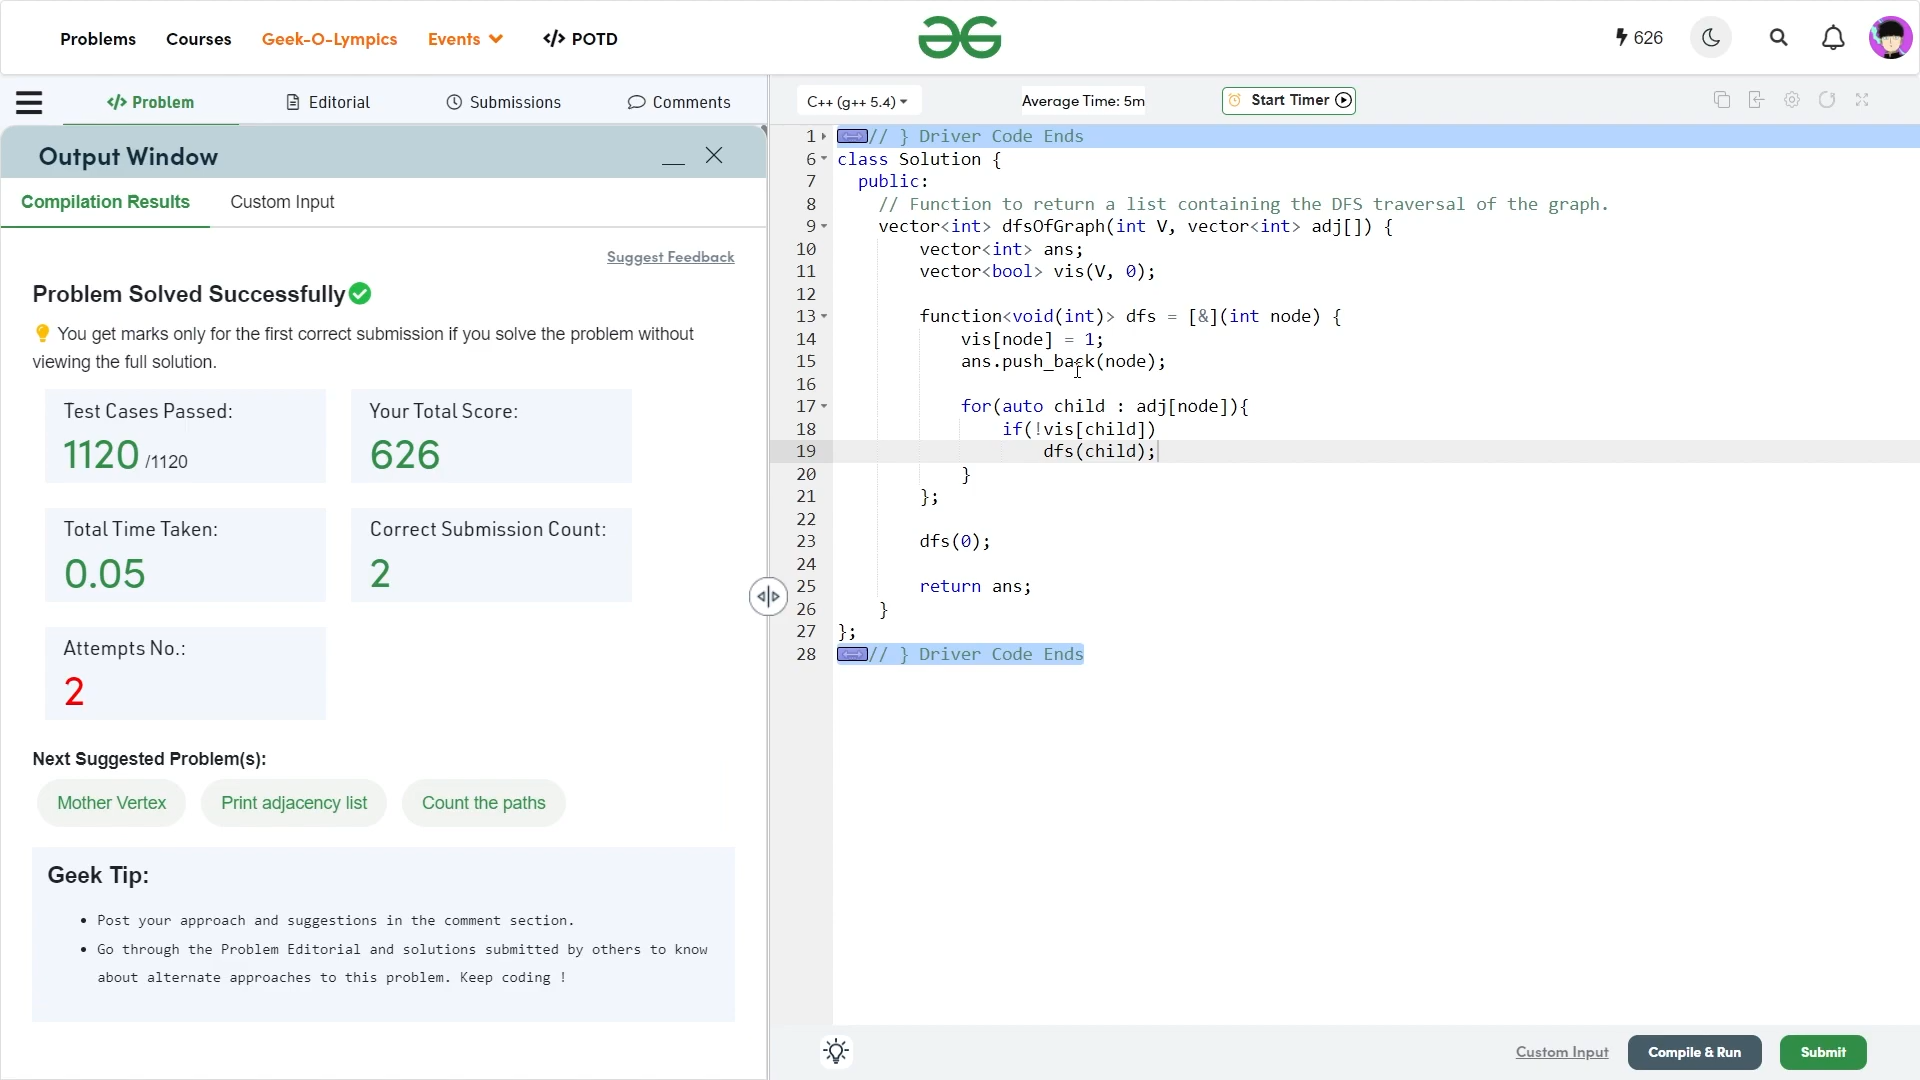 Problems Courses Geek-O-Lympics Events </> POTD
626
</> Problem Editorial Submissions Comments
Output Window
Compilation Results Custom Input
Suggest Feedback
Problem Solved Successfully
You get marks only for the first correct submission if you solve the problem without
viewing the full solution.
Test Cases Passed:
1120 /1120
Your Total Score:
626
Total Time Taken:
0.05
Correct Submission Count:
2
Attempts No.:
2
Next Suggested Problem(s):
Mother Vertex Print adjacency list Count the paths
Geek Tip:
• Post your approach and suggestions in the comment section.
• Go through the Problem Editorial and solutions submitted by others to know
about alternate approaches to this problem. Keep coding !
C++ (g++ 5.4) Average Time: 5m Start Timer
1 // } Driver Code Ends
6 class Solution {
7 public:
8 // Function to return a list containing the DFS traversal of the graph.
9 vector<int> dfsOfGraph(int V, vector<int> adj[]) {
10 vector<int> ans;
11 vector<bool> vis(V, 0);
12
13 function<void(int)> dfs = [&](int node) {
14 vis[node] = 1;
15 ans.push_back(node);
16
17 for(auto child : adj[node]){
18 if(!vis[child])
19 dfs(child);
20 }
21 };
22
23 dfs(0);
24
25 return ans;
26 }
27 };
28 // } Driver Code Ends
Custom Input Compile & Run Submit